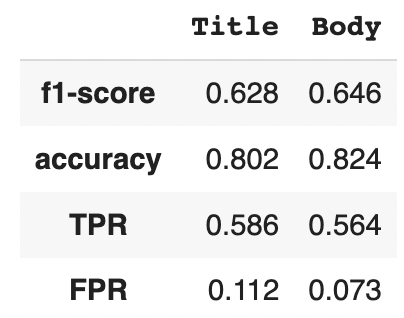 Title Body
f1-score 0.628 0.646
accuracy 0.802 0.824
TPR 0.586 0.564
FPR 0.112 0.073